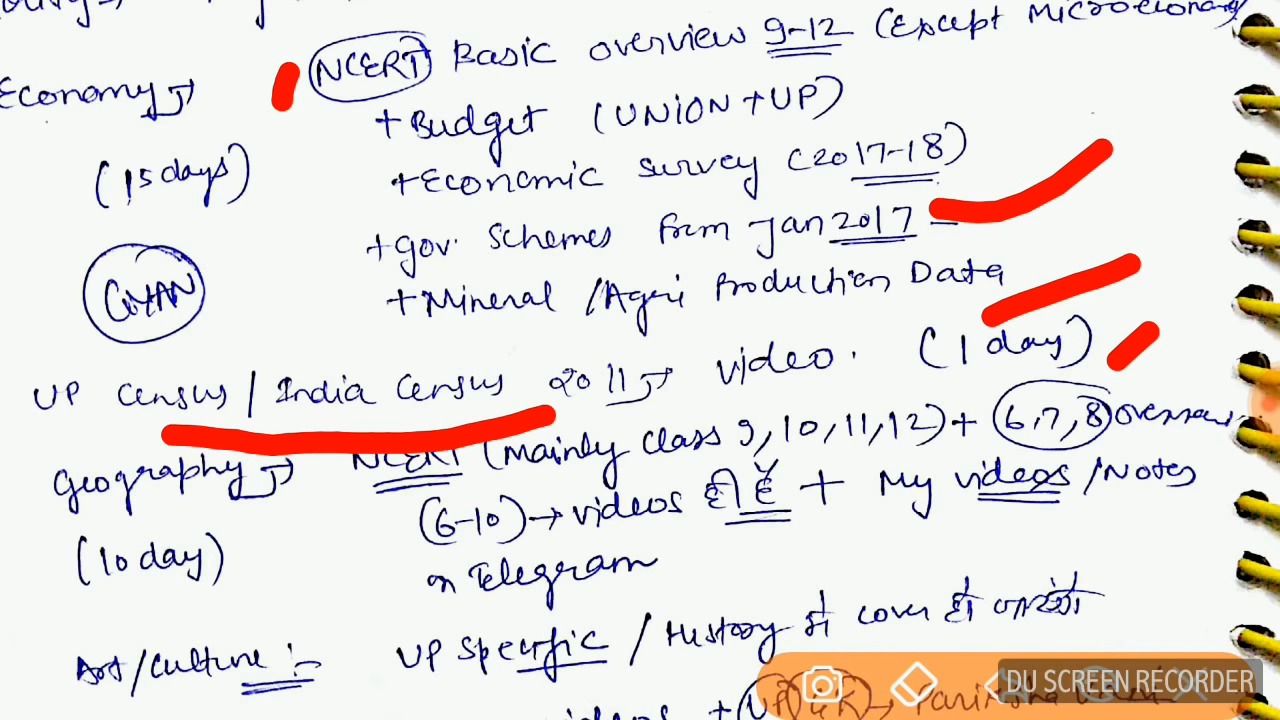 NCERT Basic overview 9-12 (Except Microeconomy
Economy →
+ Budget (UNION + UP)
(15 days)
+ Economic Survey (2017-18)
+ Gov. Schemes from Jan 2017 -
GYAN
+ Mineral / Agri Production Data
UP Census / India Census 2011 → video. (1 day)
Geography → NCERT (Mainly Class 9, 10, 11, 12) + 6, 7, 8
(6-10) → videos दी हैं + My videos / Notes
(10 day)
on Telegram
Art/Culture :- UP Specific / History में cover हो जायेगा
DU SCREEN RECORDER